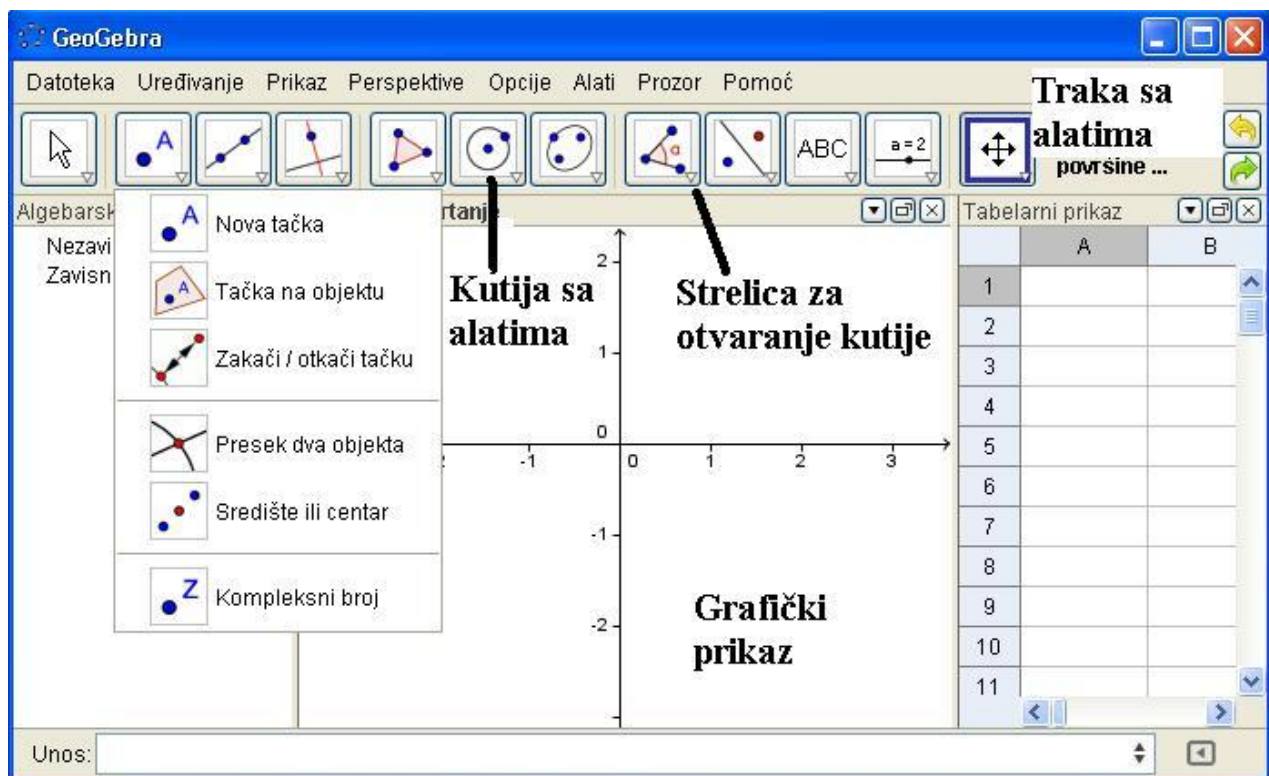 GeoGebra
Datoteka Uređivanje Prikaz Perspektive Opcije Alati Prozor Pomoć
Traka sa
alatima
A
ABC
a = 2
α
površine ...
Algebarsk
rtanje
Tabelarni prikaz
Nezavi
Zavisn
A Nova tačka
A Tačka na objektu
Zakači / otkači tačku
Presek dva objekta
Središte ili centar
Z Kompleksni broj
Kutija sa
alatima
Strelica za
otvaranje kutije
Grafički
prikaz
2
1
0
-1 0 1 2 3
-1
-2
A B
1
2
3
4
5
6
7
8
9
10
11
Unos: